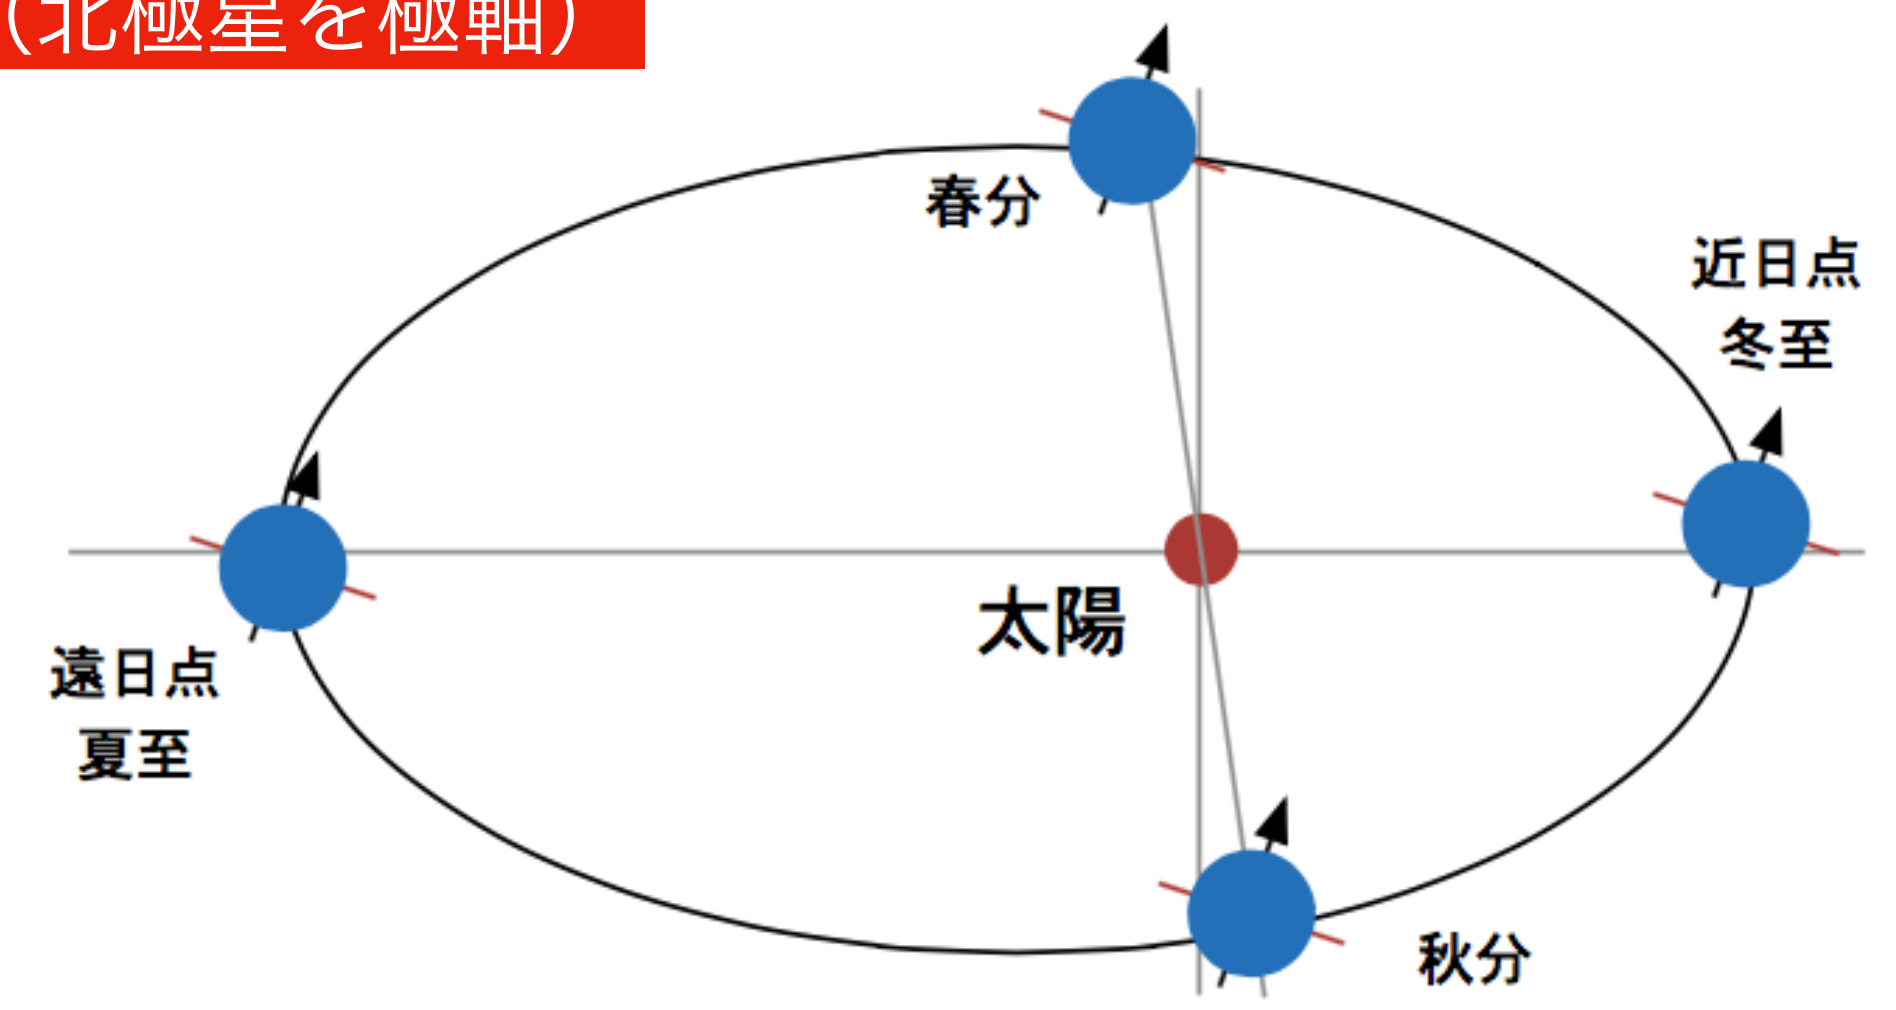 （北極星を極軸）
春分
近日点
冬至
太陽
遠日点
夏至
秋分